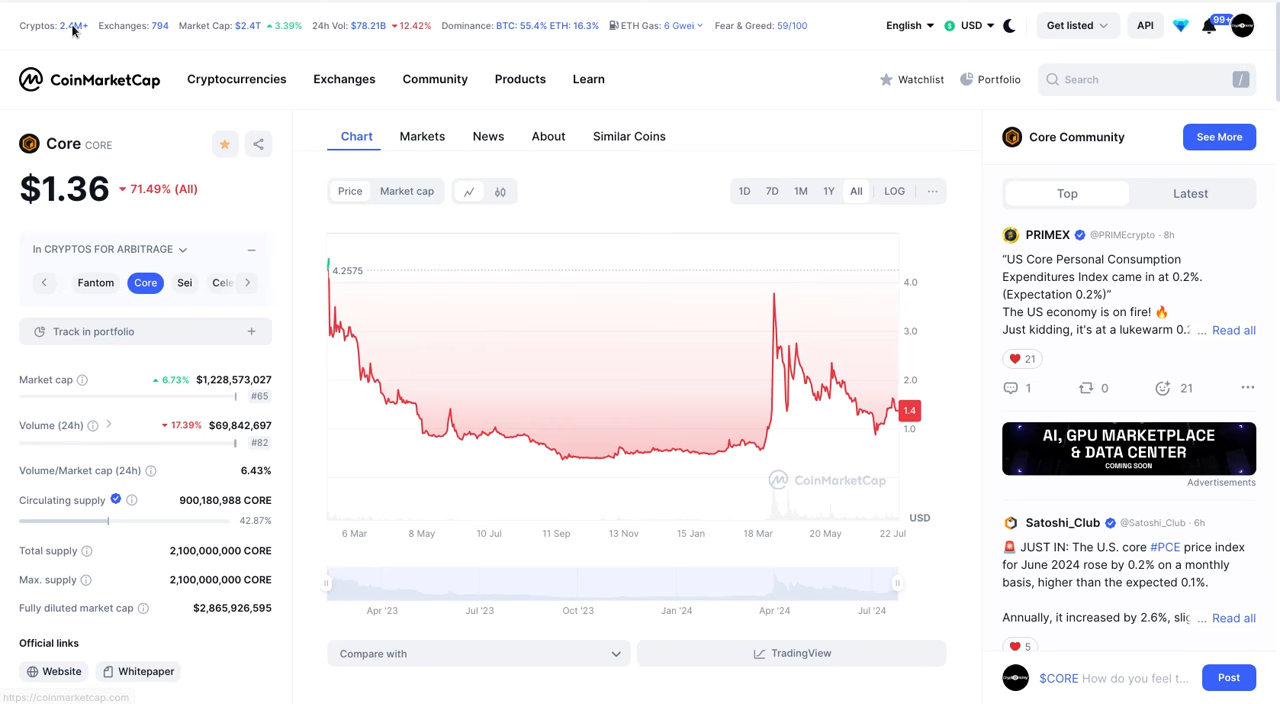 Cryptos: 2.4M+ Exchanges: 794 Market Cap: $2.4T 3.39% 24h Vol: $78.21B 12.42% Dominance: BTC: 55.4% ETH: 16.3% ETH Gas: 6 Gwei Fear & Greed: 59/100
English USD Get listed API 99+
CoinMarketCap Cryptocurrencies Exchanges Community Products Learn Watchlist Portfolio Search /
Core CORE
$1.36 71.49% (All)
In CRYPTOS FOR ARBITRAGE
Fantom Core Sei Cele
Track in portfolio +
Market cap 6.73% $1,228,573,027
#65
Volume (24h) 17.39% $69,842,697
#82
Volume/Market cap (24h) 6.43%
Circulating supply 900,180,988 CORE
42.87%
Total supply 2,100,000,000 CORE
Max. supply 2,100,000,000 CORE
Fully diluted market cap $2,865,926,595
Official links
Website Whitepaper
https://coinmarketcap.com
Chart Markets News About Similar Coins
Price Market cap 1D 7D 1M 1Y All LOG ...
4.2575
4.0
3.0
2.0
1.4
1.0
CoinMarketCap
USD
6 Mar 8 May 10 Jul 11 Sep 13 Nov 15 Jan 18 Mar 20 May 22 Jul
Apr '23 Jul '23 Oct '23 Jan '24 Apr '24 Jul '24
Compare with TradingView
Core Community See More
Top Latest
PRIMEX @PRIMEcrypto · 8h
"US Core Personal Consumption
Expenditures Index came in at 0.2%.
(Expectation 0.2%)"
The US economy is on fire! 🔥
Just kidding, it's at a lukewarm 0.2 ... Read all
❤️ 21
1 0 21 ...
AI, GPU MARKETPLACE
& DATA CENTER
COMING SOON
Advertisements
Satoshi_Club @Satoshi_Club · 6h
🚨 JUST IN: The U.S. core #PCE price index
for June 2024 rose by 0.2% on a monthly
basis, higher than the expected 0.1%.
Annually, it increased by 2.6%, slig ... Read all
❤️ 5
$CORE How do you feel t... Post